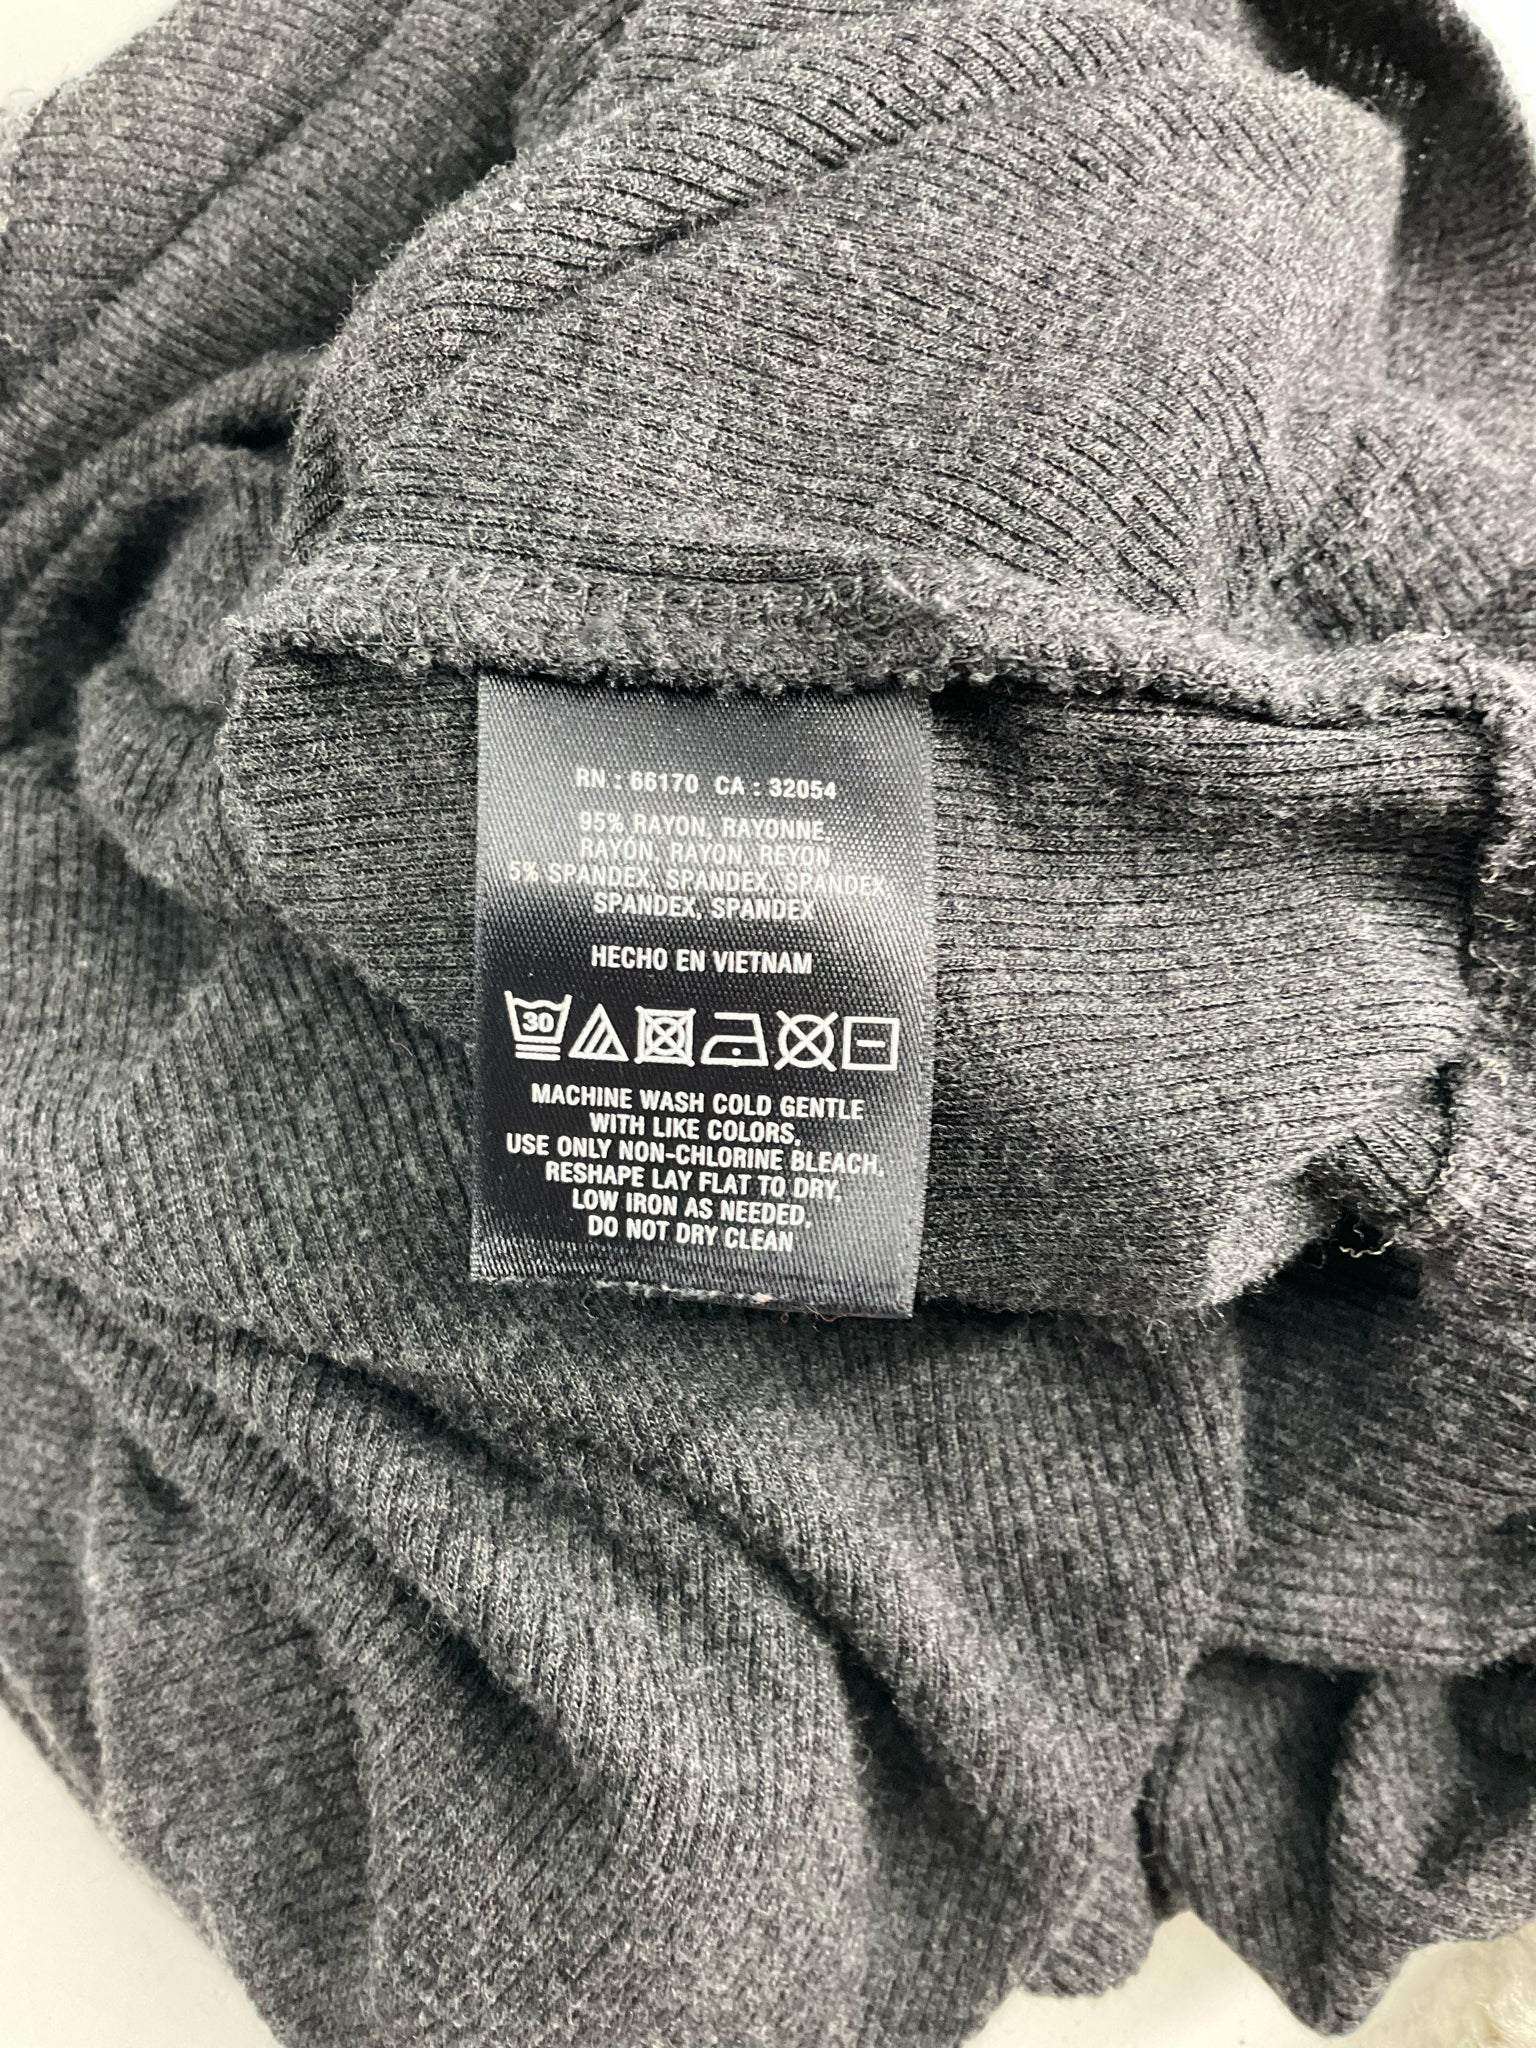 RN : 66170 CA : 32054
95% RAYON, RAYONNE,
RAYON, RAYON, REYON
5% SPANDEX, SPANDEX, SPANDEX,
SPANDEX, SPANDEX
HECHO EN VIETNAM
30
MACHINE WASH COLD GENTLE
WITH LIKE COLORS.
USE ONLY NON-CHLORINE BLEACH.
RESHAPE LAY FLAT TO DRY.
LOW IRON AS NEEDED.
DO NOT DRY CLEAN